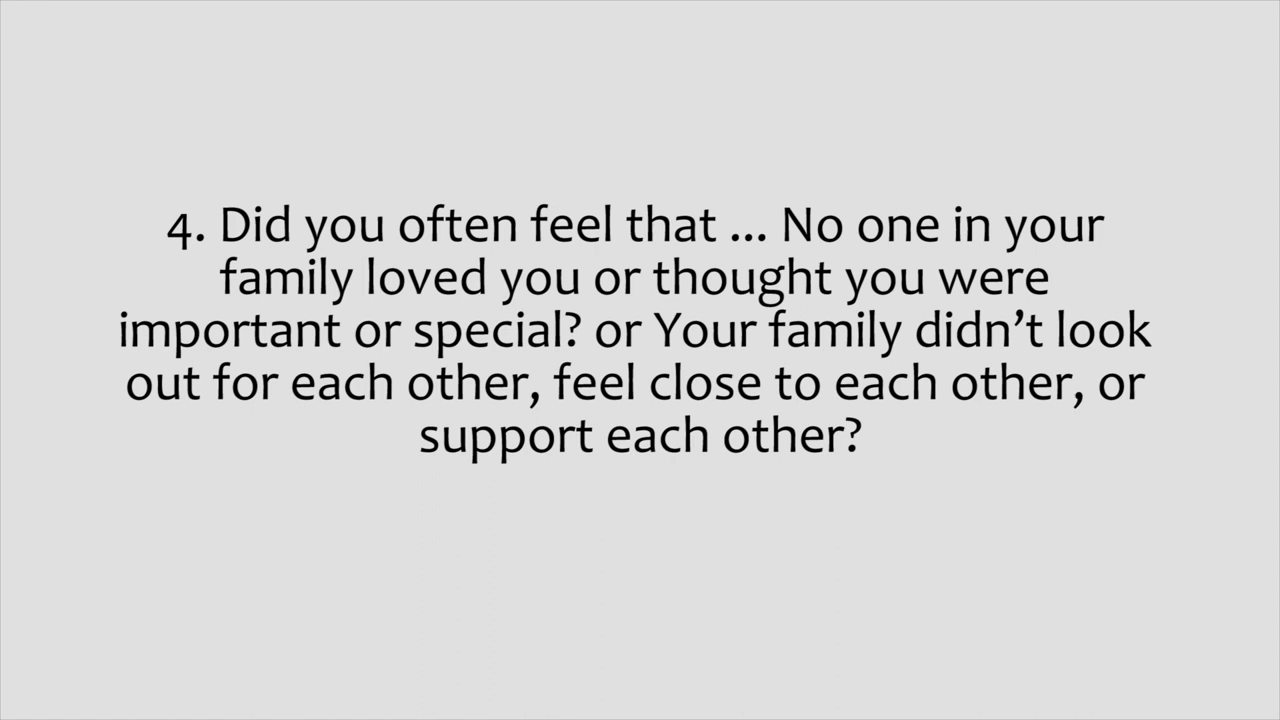 4. Did you often feel that ... No one in your
family loved you or thought you were
important or special? or Your family didn’t look
out for each other, feel close to each other, or
support each other?